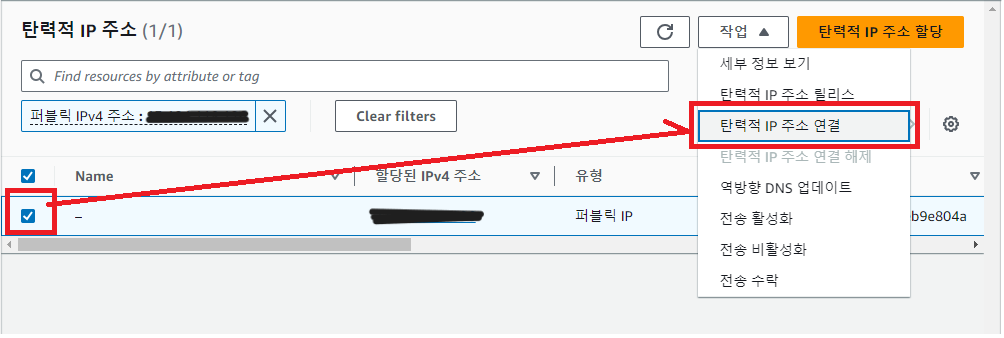 탄력적 IP 주소 (1/1)
작업
탄력적 IP 주소 할당
Find resources by attribute or tag
퍼블릭 IPv4 주소 :
Clear filters
세부 정보 보기
탄력적 IP 주소 릴리스
탄력적 IP 주소 연결
탄력적 IP 주소 연결 해제
역방향 DNS 업데이트
전송 활성화
전송 비활성화
전송 수락
Name
할당된 IPv4 주소
유형
–
퍼블릭 IP
b9e804a